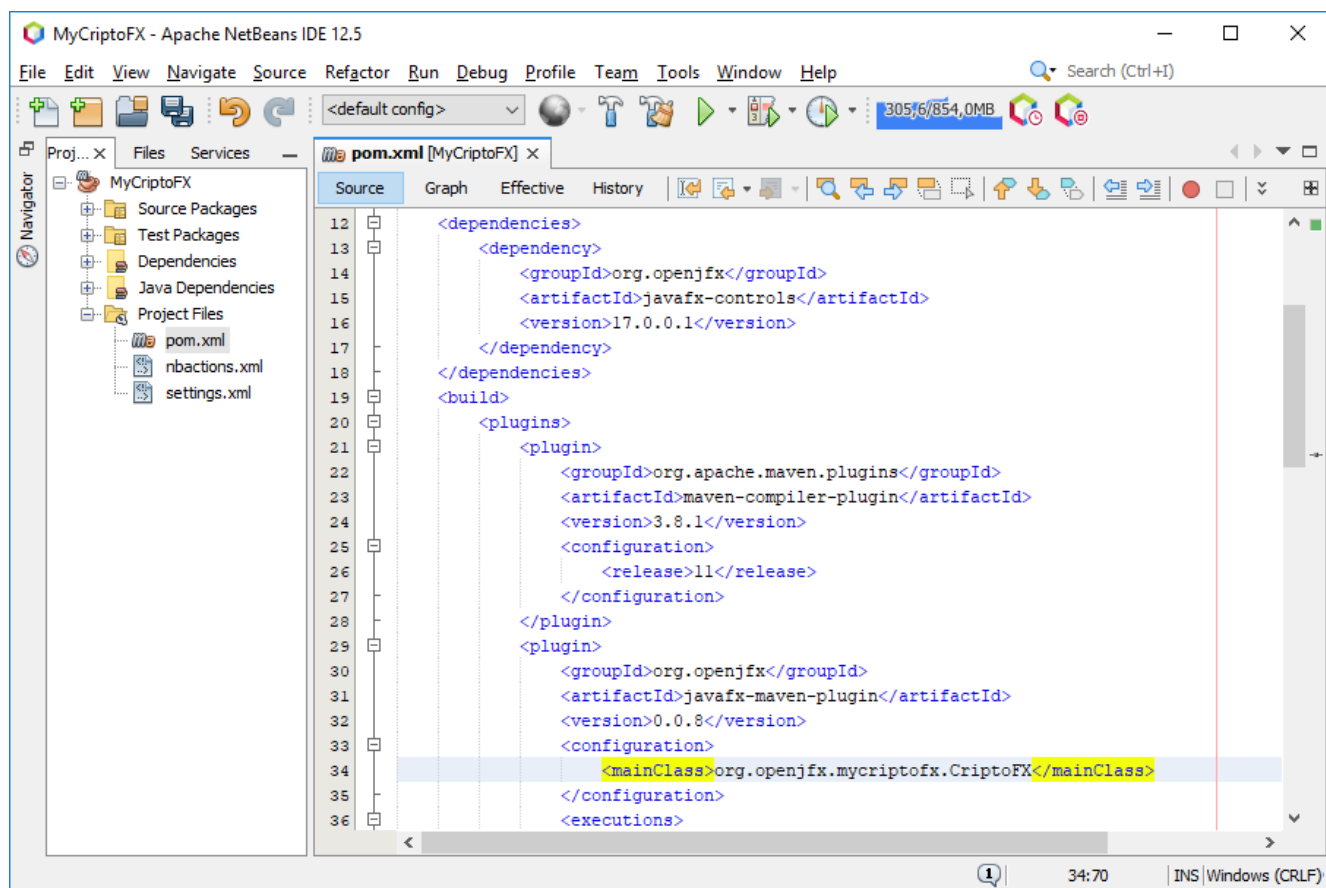 MyCriptoFX - Apache NetBeans IDE 12.5
File Edit View Navigate Source Refactor Run Debug Profile Team Tools Window Help Search (Ctrl+I)
<default config> 305,6/854,0MB
Proj... Files Services
pom.xml [MyCriptoFX]
Navigator
Source Graph Effective History
MyCriptoFX
Source Packages
Test Packages
Dependencies
Java Dependencies
Project Files
pom.xml
nbactions.xml
settings.xml
12 <dependencies>
13 <dependency>
14 <groupId>org.openjfx</groupId>
15 <artifactId>javafx-controls</artifactId>
16 <version>17.0.0.1</version>
17 </dependency>
18 </dependencies>
19 <build>
20 <plugins>
21 <plugin>
22 <groupId>org.apache.maven.plugins</groupId>
23 <artifactId>maven-compiler-plugin</artifactId>
24 <version>3.8.1</version>
25 <configuration>
26 <release>11</release>
27 </configuration>
28 </plugin>
29 <plugin>
30 <groupId>org.openjfx</groupId>
31 <artifactId>javafx-maven-plugin</artifactId>
32 <version>0.0.8</version>
33 <configuration>
34 <mainClass>org.openjfx.mycriptofx.CriptoFX</mainClass>
35 </configuration>
36 <executions>
1 34:70 INS Windows (CRLF)